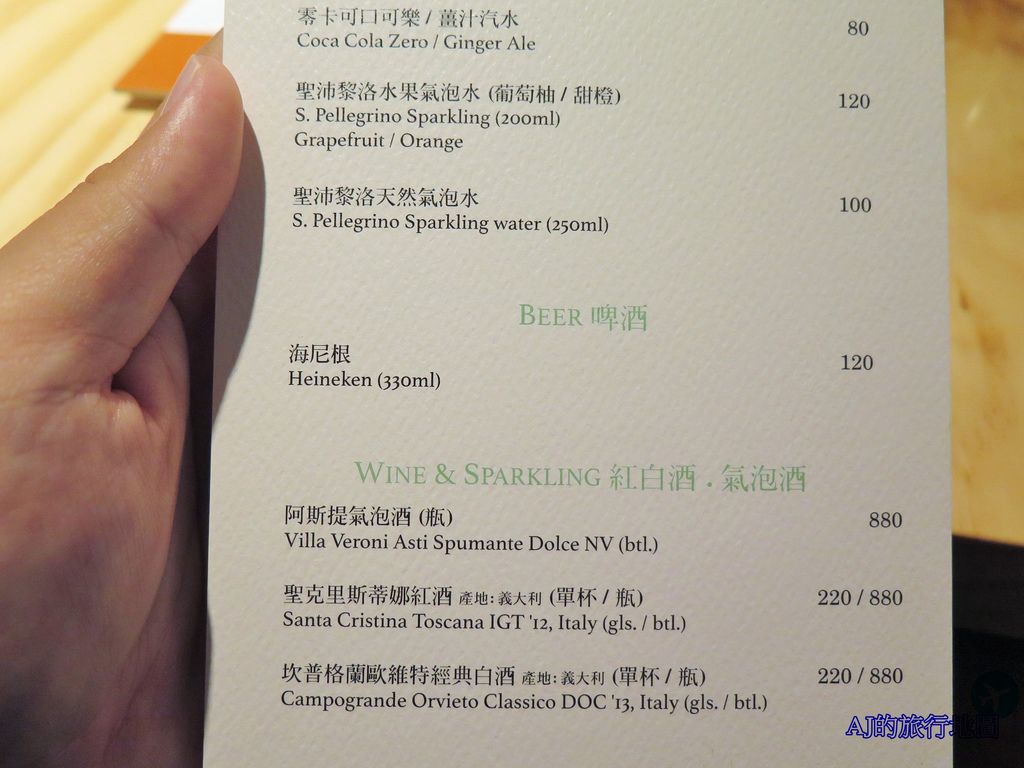 零卡可口可樂 / 薑汁汽水 80
Coca Cola Zero / Ginger Ale
聖沛黎洛水果氣泡水 (葡萄柚 / 甜橙) 120
S. Pellegrino Sparkling (200ml)
Grapefruit / Orange
聖沛黎洛天然氣泡水 100
S. Pellegrino Sparkling water (250ml)
BEER 啤酒
海尼根 120
Heineken (330ml)
WINE & SPARKLING 紅白酒 . 氣泡酒
阿斯提氣泡酒 (瓶) 880
Villa Veroni Asti Spumante Dolce NV (btl.)
聖克里斯蒂娜紅酒 產地: 義大利 (單杯 / 瓶) 220 / 880
Santa Cristina Toscana IGT '12, Italy (gls. / btl.)
坎普格蘭歐維特經典白酒 產地: 義大利 (單杯 / 瓶) 220 / 880
Campogrande Orvieto Classico DOC '13, Italy (gls. / btl.)
AJ的旅行地圖